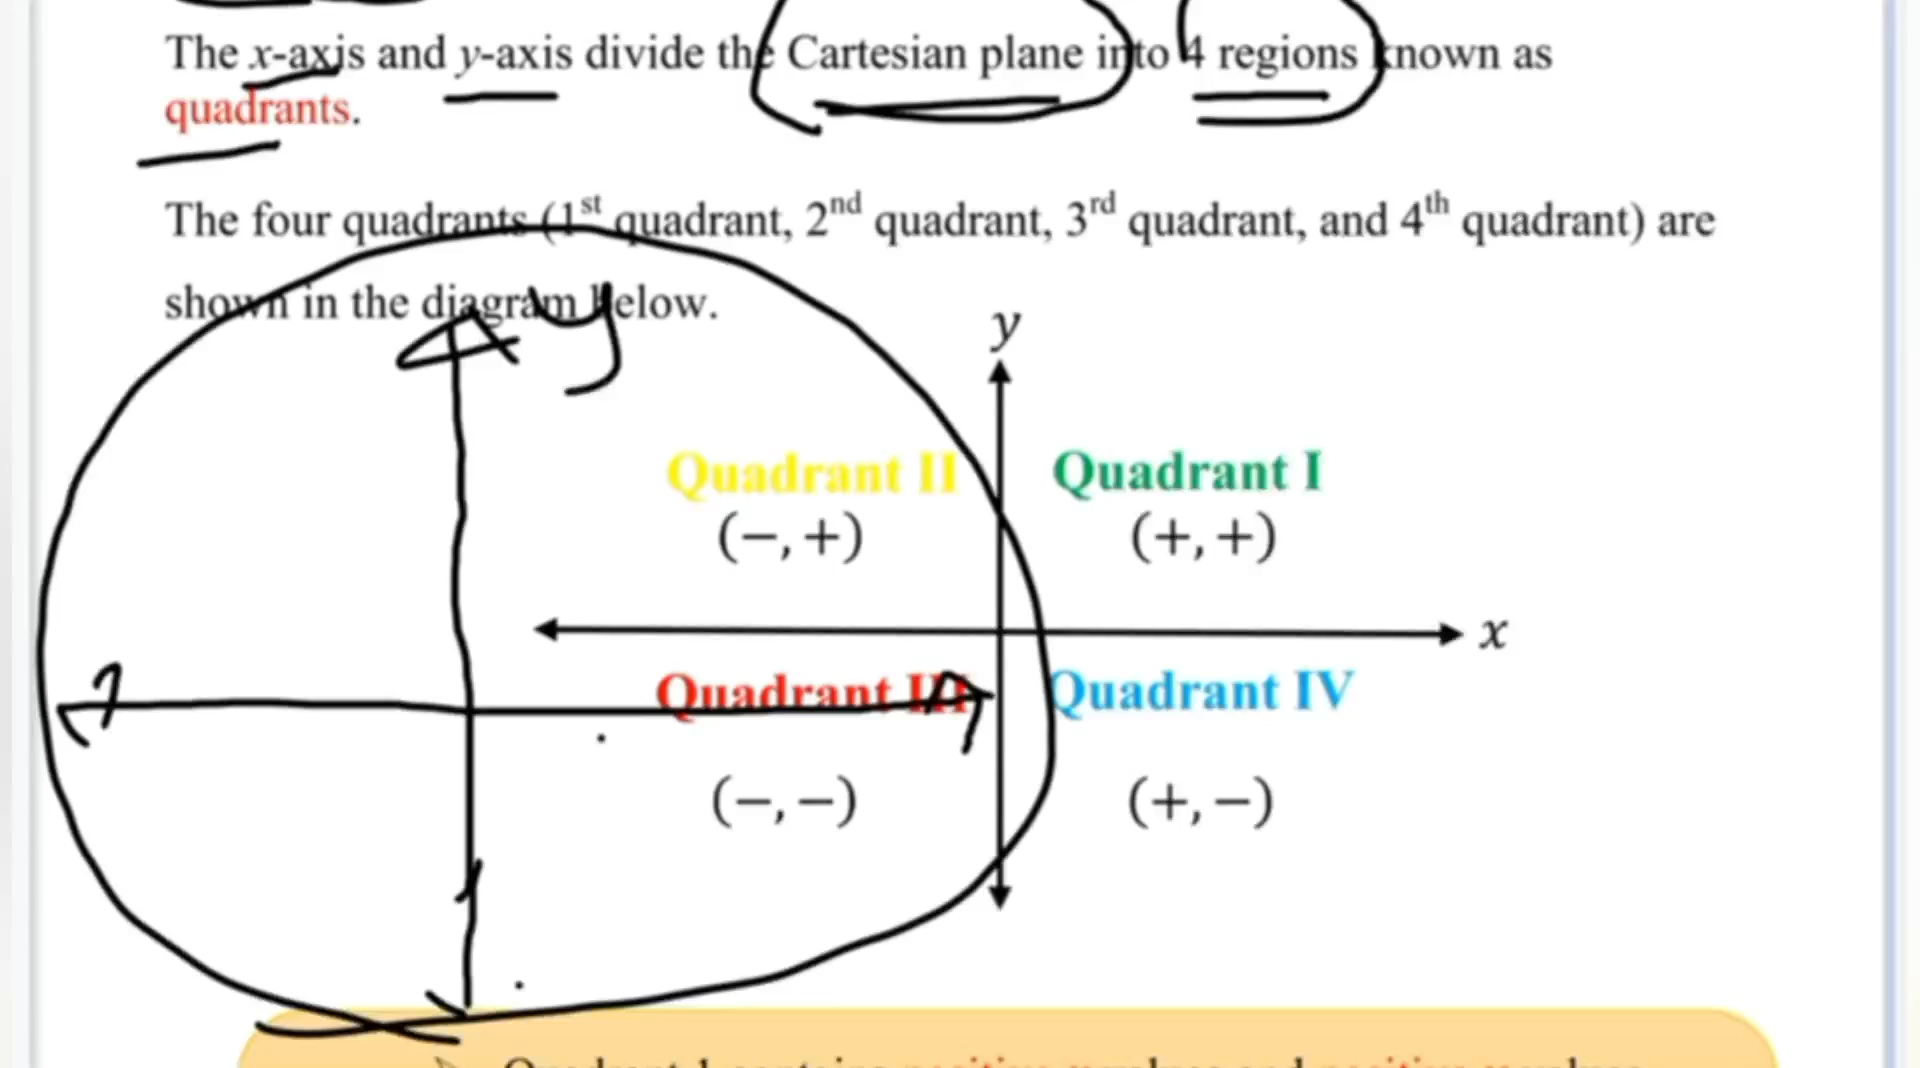 The x-axis and y-axis divide the Cartesian plane into 4 regions known as
quadrants.
The four quadrants (1st quadrant, 2nd quadrant, 3rd quadrant, and 4th quadrant) are
shown in the diagram below.
y
y
Quadrant II Quadrant I
(−, +) (+, +)
x
Quadrant III Quadrant IV
(−, −) (+, −)